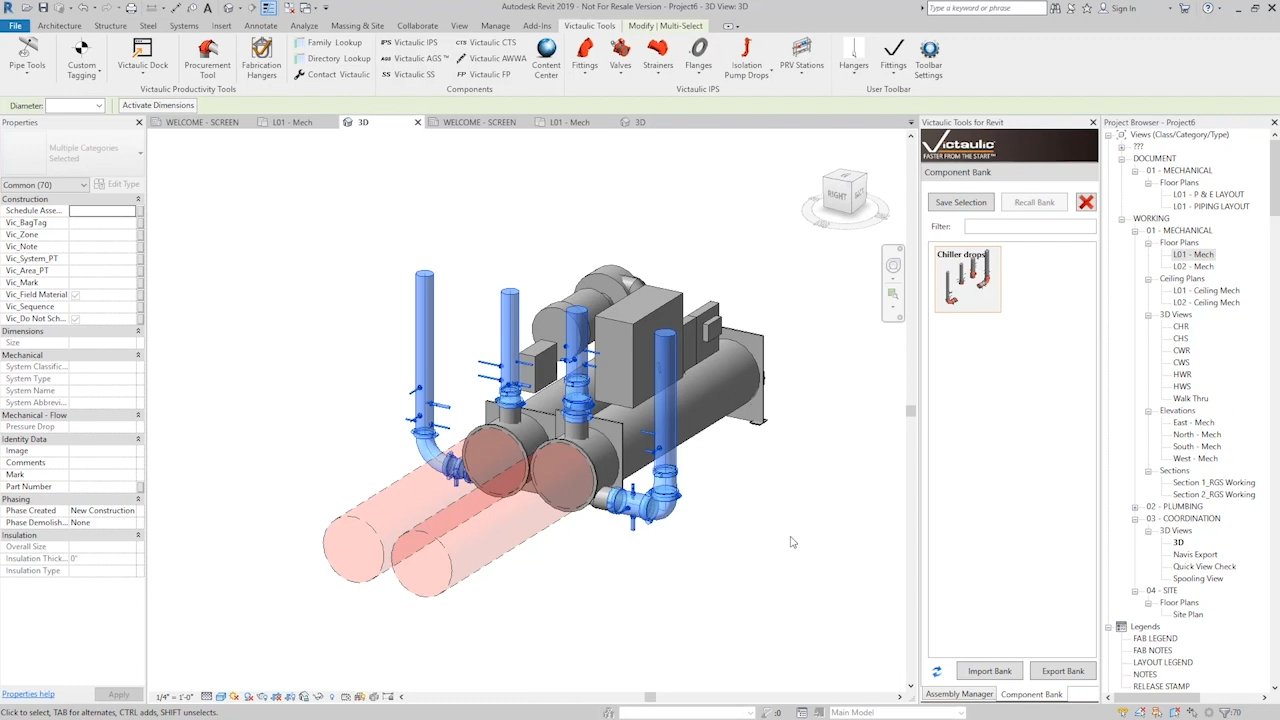 Autodesk Revit 2019 - Not For Resale Version - Project6 - 3D View: 3D
Type a keyword or phrase
Sign In
File Architecture Structure Steel Systems Insert Annotate Analyze Massing & Site Collaborate View Manage Add-Ins Victaulic Tools Modify | Multi-Select
Pipe Tools
Custom
Tagging
Victaulic Dock
Procurement
Tool
Fabrication
Hangers
Family Lookup
Directory Lookup
Contact Victaulic
Victaulic Productivity Tools
IPS Victaulic IPS
AGS Victaulic AGS™
SS Victaulic SS
CTS Victaulic CTS
Victaulic AWWA
FP Victaulic FP
Content
Center
Components
Fittings
Valves
Strainers
Flanges
Isolation
Pump Drops
PRV Stations
Victaulic IPS
Hangers
Fittings
Toolbar
Settings
User Toolbar
Diameter:
Activate Dimensions
Properties
WELCOME - SCREEN
L01 - Mech
3D
WELCOME - SCREEN
L01 - Mech
3D
Multiple Categories
Selected
Common (70)
Edit Type
Construction
Schedule Asse...
Vic_BagTag
Vic_Zone
Vic_Note
Vic_System_PT
Vic_Area_PT
Vic_Mark
Vic_Field Material
Vic_Sequence
Vic_Do Not Sch...
Dimensions
Size
Mechanical
System Classific...
System Type
System Name
System Abbrevi...
Mechanical - Flow
Pressure Drop
Identity Data
Image
Comments
Mark
Part Number
Phasing
Phase Created New Construction
Phase Demolish... None
Insulation
Overall Size
Insulation Thick... 0"
Insulation Type
Properties help
Apply
RIGHT
1/4" = 1'-0"
Victaulic Tools for Revit
Victaulic
FASTER FROM THE START™
Component Bank
Save Selection
Recall Bank
Filter:
Chiller drops
Import Bank
Export Bank
Assembly Manager
Component Bank
Project Browser - Project6
Views (Class/Category/Type)
???
DOCUMENT
01 - MECHANICAL
Floor Plans
L01 - P & E LAYOUT
L01 - PIPING LAYOUT
WORKING
01 - MECHANICAL
Floor Plans
L01 - Mech
L02 - Mech
Ceiling Plans
L01 - Ceiling Mech
L02 - Ceiling Mech
3D Views
CHR
CHS
CWR
CWS
HWR
HWS
Walk Thru
Elevations
East - Mech
North - Mech
South - Mech
West - Mech
Sections
Section 1_RGS Working
Section 2_RGS Working
02 - PLUMBING
03 - COORDINATION
3D Views
3D
Navis Export
Quick View Check
Spooling View
04 - SITE
Floor Plans
Site Plan
Legends
FAB LEGEND
FAB NOTES
LAYOUT LEGEND
NOTES
RELEASE STAMP
Click to select, TAB for alternates, CTRL adds, SHIFT unselects.
:0
Main Model
:70